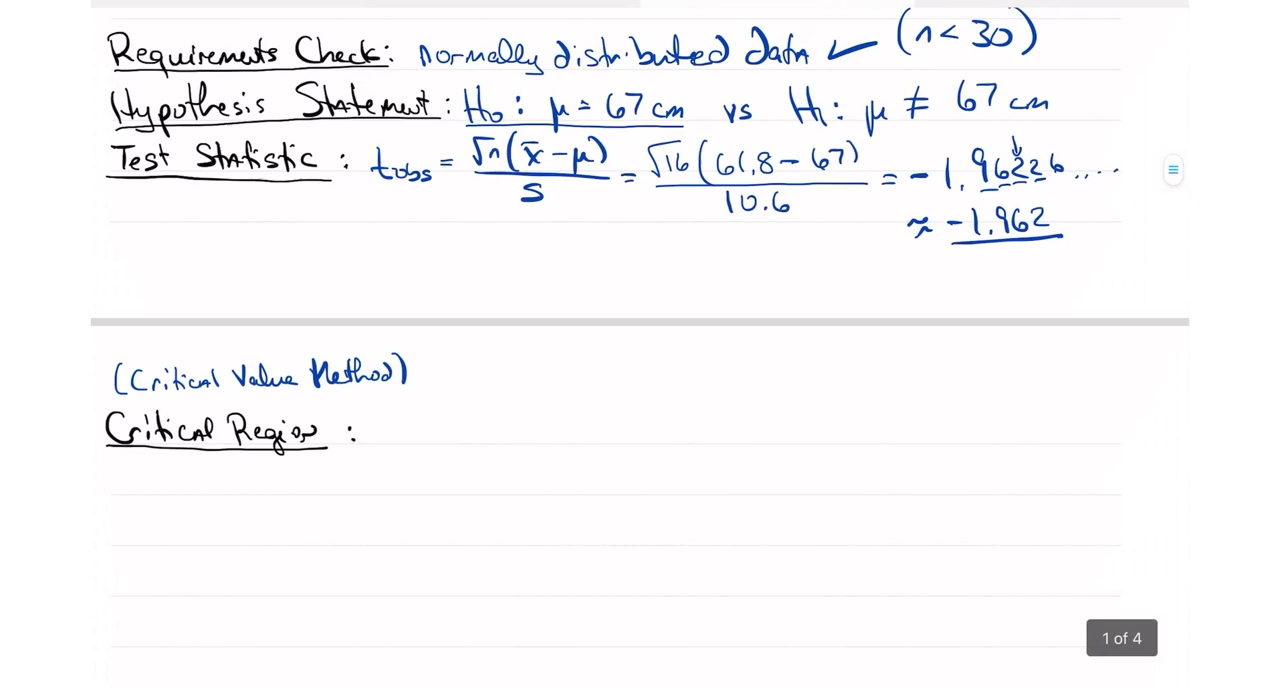 Requirements Check: normally distributed data ✓ (n < 30)
Hypothesis Statement: H₀: μ = 67 cm vs H₁: μ ≠ 67 cm
Test Statistic: t_obs = √n(x̄ − μ)/s = √16(61.8 − 67)/10.6 = −1.96226....
≈ −1.962
(Critical Value Method)
Critical Region:
1 of 4